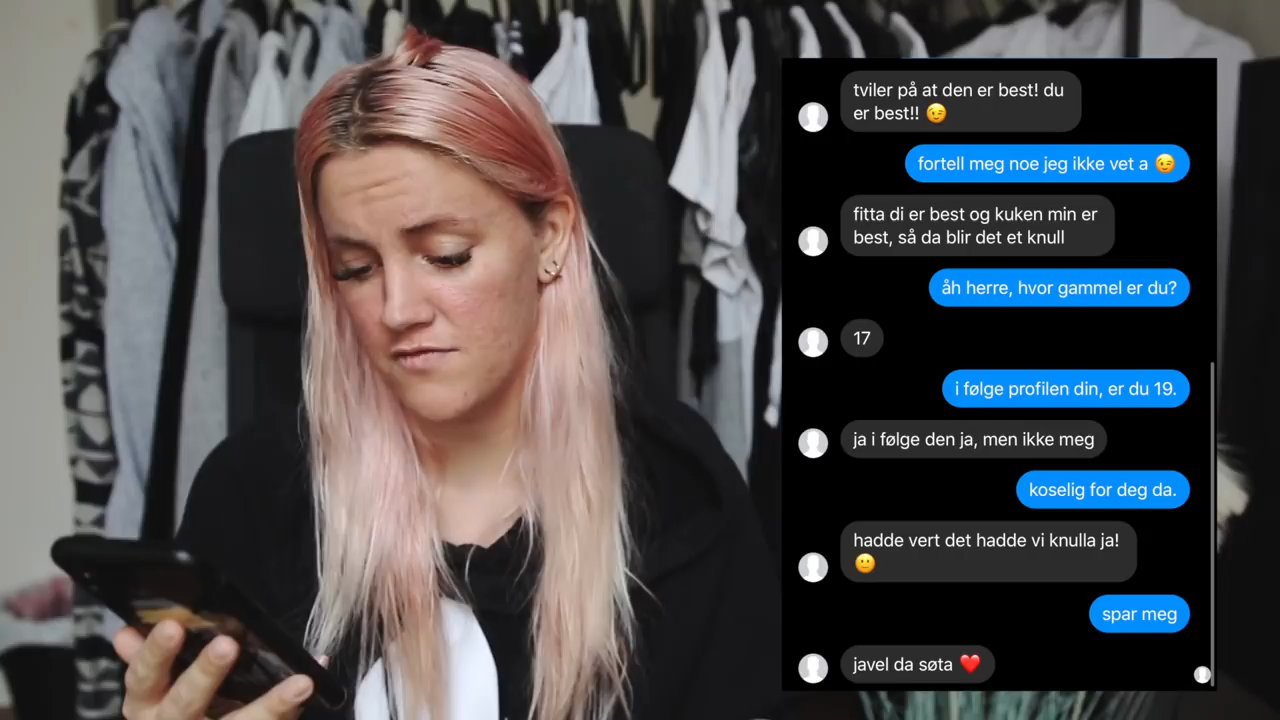 tviler på at den er best! du
er best!! 😉
fortell meg noe jeg ikke vet a 😉
fitta di er best og kuken min er
best, så da blir det et knull
åh herre, hvor gammel er du?
17
i følge profilen din, er du 19.
ja i følge den ja, men ikke meg
koselig for deg da.
hadde vert det hadde vi knulla ja!
🙂
spar meg
javel da søta ❤️